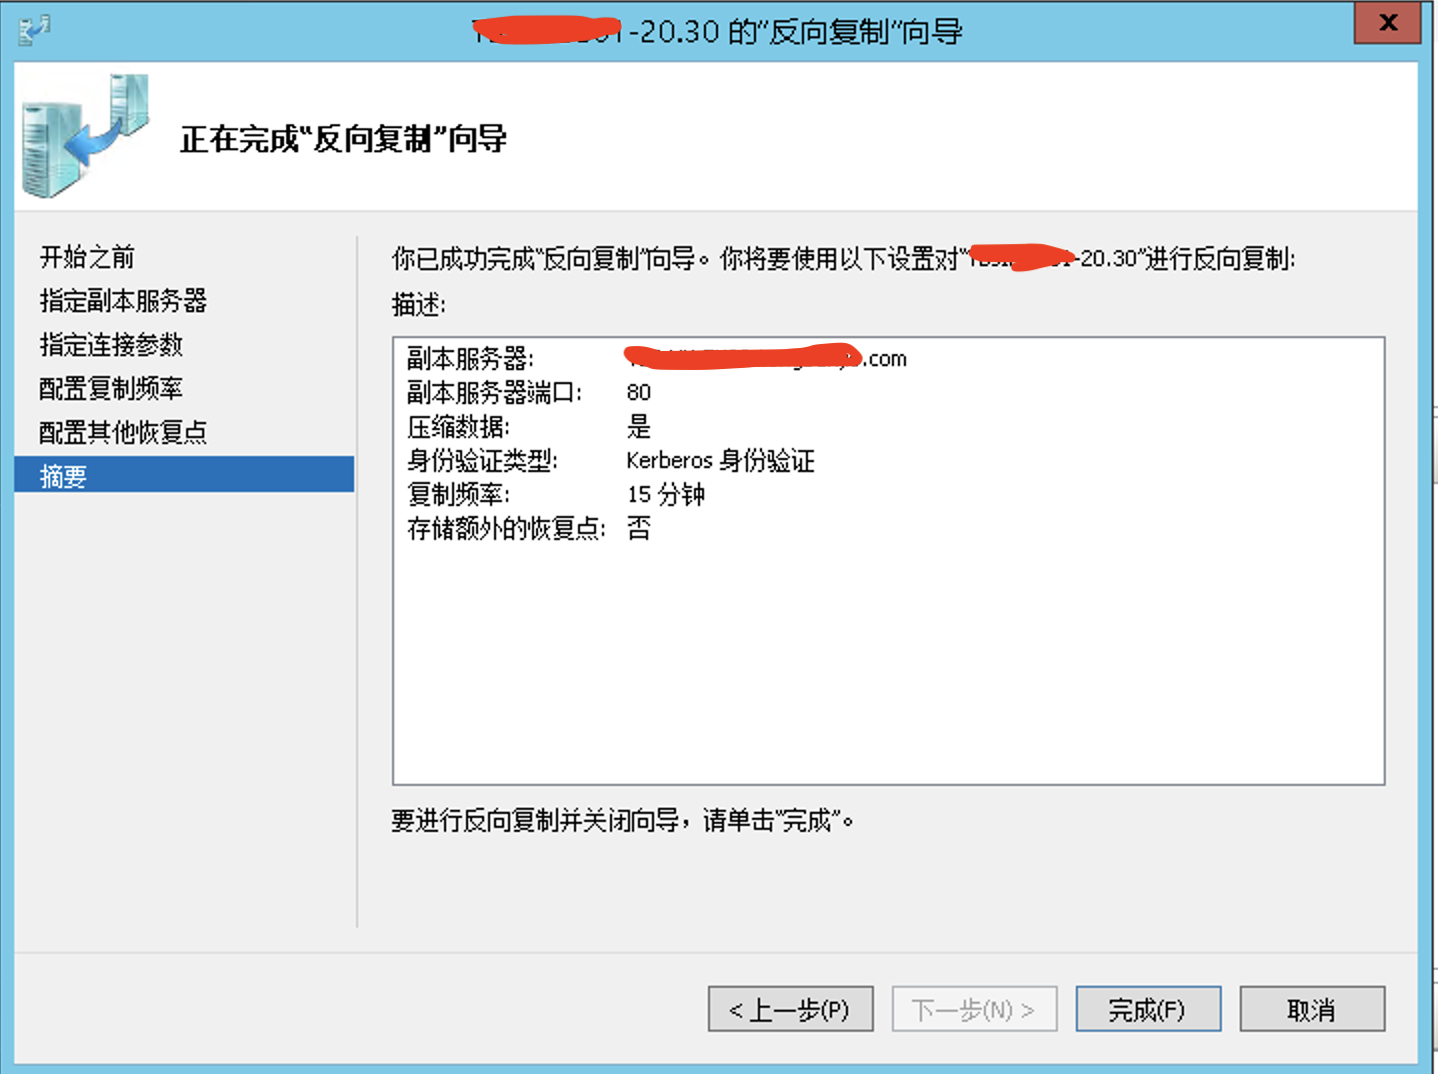 -20.30 的“反向复制”向导
X
正在完成“反向复制”向导
开始之前
指定副本服务器
指定连接参数
配置复制频率
配置其他恢复点
摘要
你已成功完成“反向复制”向导。你将要使用以下设置对“ -20.30”进行反向复制:
描述:
副本服务器: .com
副本服务器端口: 80
压缩数据: 是
身份验证类型: Kerberos 身份验证
复制频率: 15 分钟
存储额外的恢复点: 否
要进行反向复制并关闭向导，请单击“完成”。
< 上一步(P)
下一步(N) >
完成(F)
取消